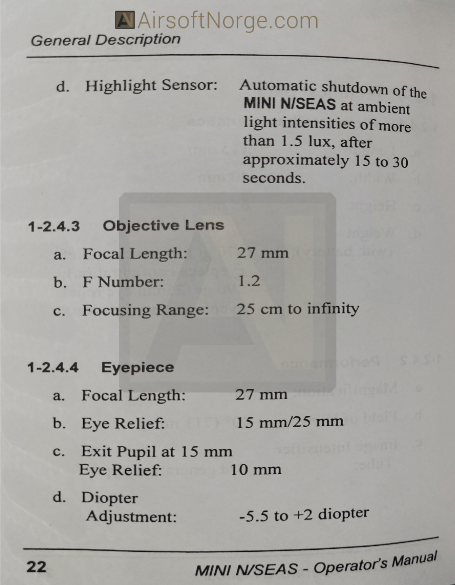 AirsoftNorge.com
General Description
d. Highlight Sensor: Automatic shutdown of the
MINI N/SEAS at ambient
light intensities of more
than 1.5 lux, after
approximately 15 to 30
seconds.
1-2.4.3 Objective Lens
a. Focal Length: 27 mm
b. F Number: 1.2
c. Focusing Range: 25 cm to infinity
1-2.4.4 Eyepiece
a. Focal Length: 27 mm
b. Eye Relief: 15 mm/25 mm
c. Exit Pupil at 15 mm
Eye Relief: 10 mm
d. Diopter
Adjustment: -5.5 to +2 diopter
22 MINI N/SEAS - Operator's Manual